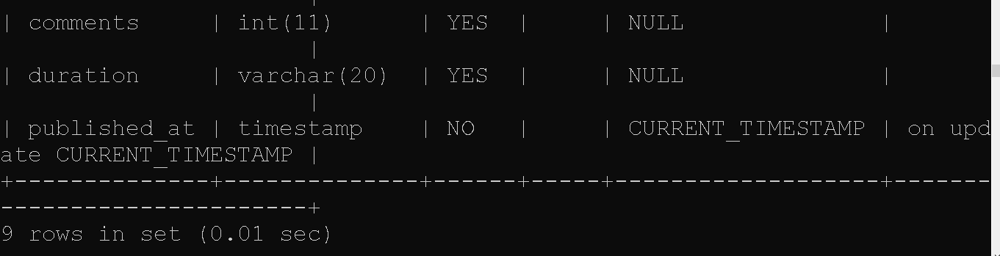 | comments     | int(11)      | YES  |     | NULL              |
                      |
| duration     | varchar(20)  | YES  |     | NULL              |
                      |
| published_at | timestamp    | NO   |     | CURRENT_TIMESTAMP | on upd
ate CURRENT_TIMESTAMP |
+--------------+--------------+------+-----+-------------------+-------
----------------------+
9 rows in set (0.01 sec)